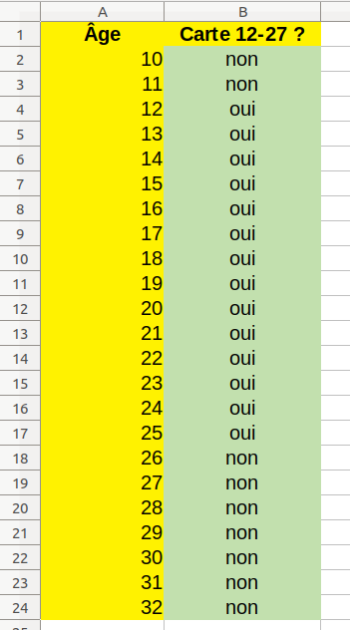 A B
1 Âge Carte 12-27 ?
2 10 non
3 11 non
4 12 oui
5 13 oui
6 14 oui
7 15 oui
8 16 oui
9 17 oui
10 18 oui
11 19 oui
12 20 oui
13 21 oui
14 22 oui
15 23 oui
16 24 oui
17 25 oui
18 26 non
19 27 non
20 28 non
21 29 non
22 30 non
23 31 non
24 32 non